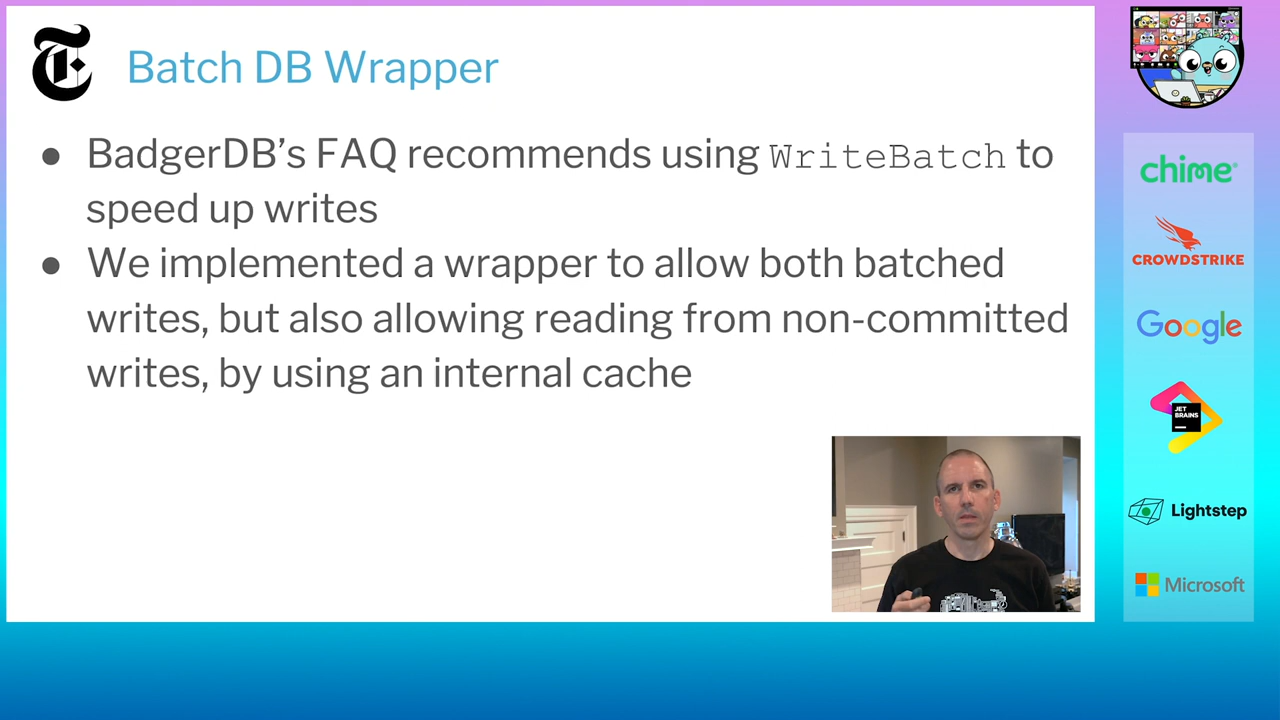 Batch DB Wrapper
● BadgerDB’s FAQ recommends using WriteBatch to
speed up writes
● We implemented a wrapper to allow both batched
writes, but also allowing reading from non-committed
writes, by using an internal cache
chime®
CROWDSTRIKE
Google
JET
BRAINS
Lightstep
Microsoft